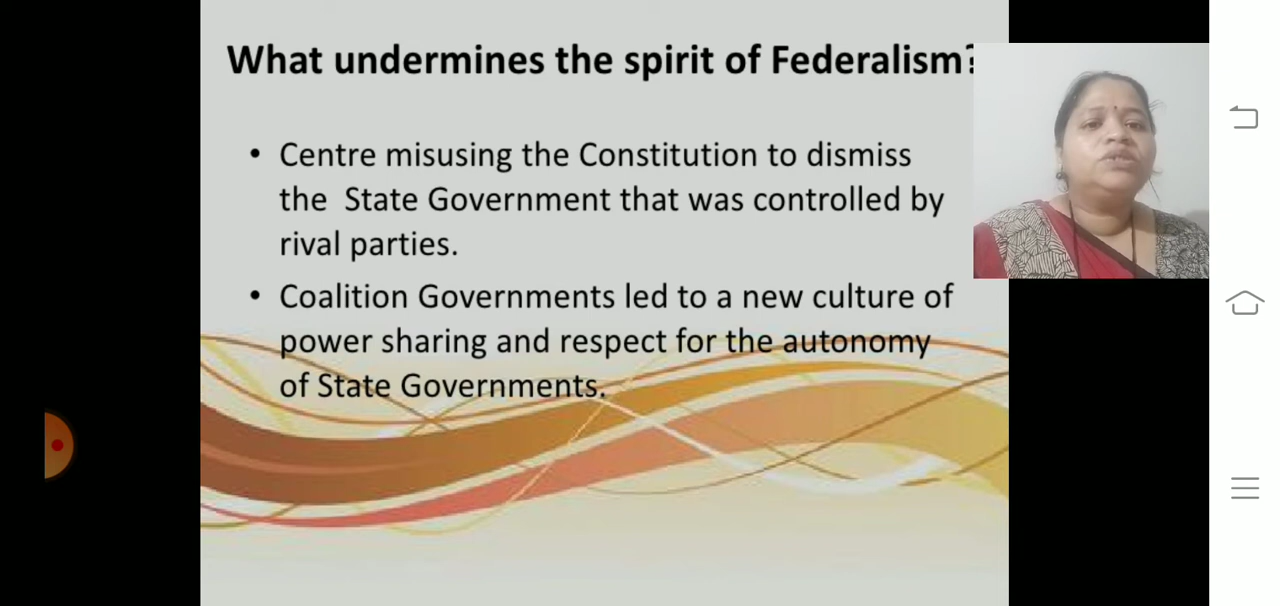 What undermines the spirit of Federalism?
• Centre misusing the Constitution to dismiss
the State Government that was controlled by
rival parties.
• Coalition Governments led to a new culture of
power sharing and respect for the autonomy
of State Governments.